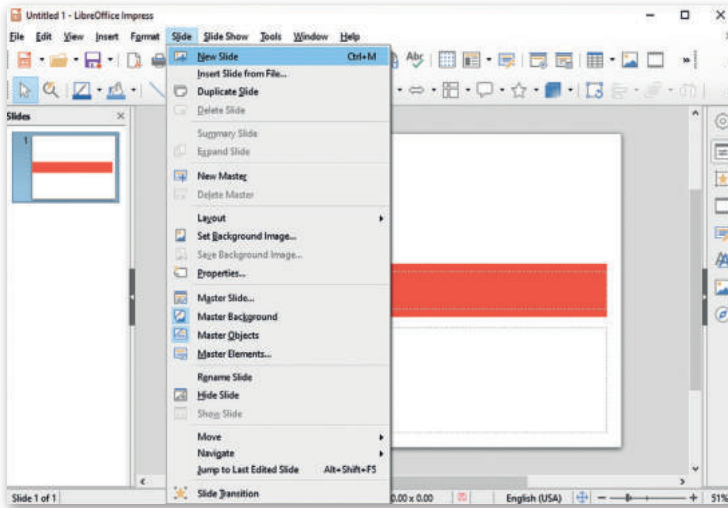 Untitled 1 - LibreOffice Impress
File Edit View Insert Format Slide Slide Show Tools Window Help
New Slide Ctrl+M
Insert Slide from File...
Duplicate Slide
Delete Slide
Summary Slide
Expand Slide
New Master
Delete Master
Layout
Set Background Image...
Save Background Image...
Properties...
Master Slide...
Master Background
Master Objects
Master Elements...
Rename Slide
Hide Slide
Show Slide
Move
Navigate
Jump to Last Edited Slide Alt+Shift+F5
Slide Transition
Slides
1
Slide 1 of 1
0.00 x 0.00
English (USA)
51%